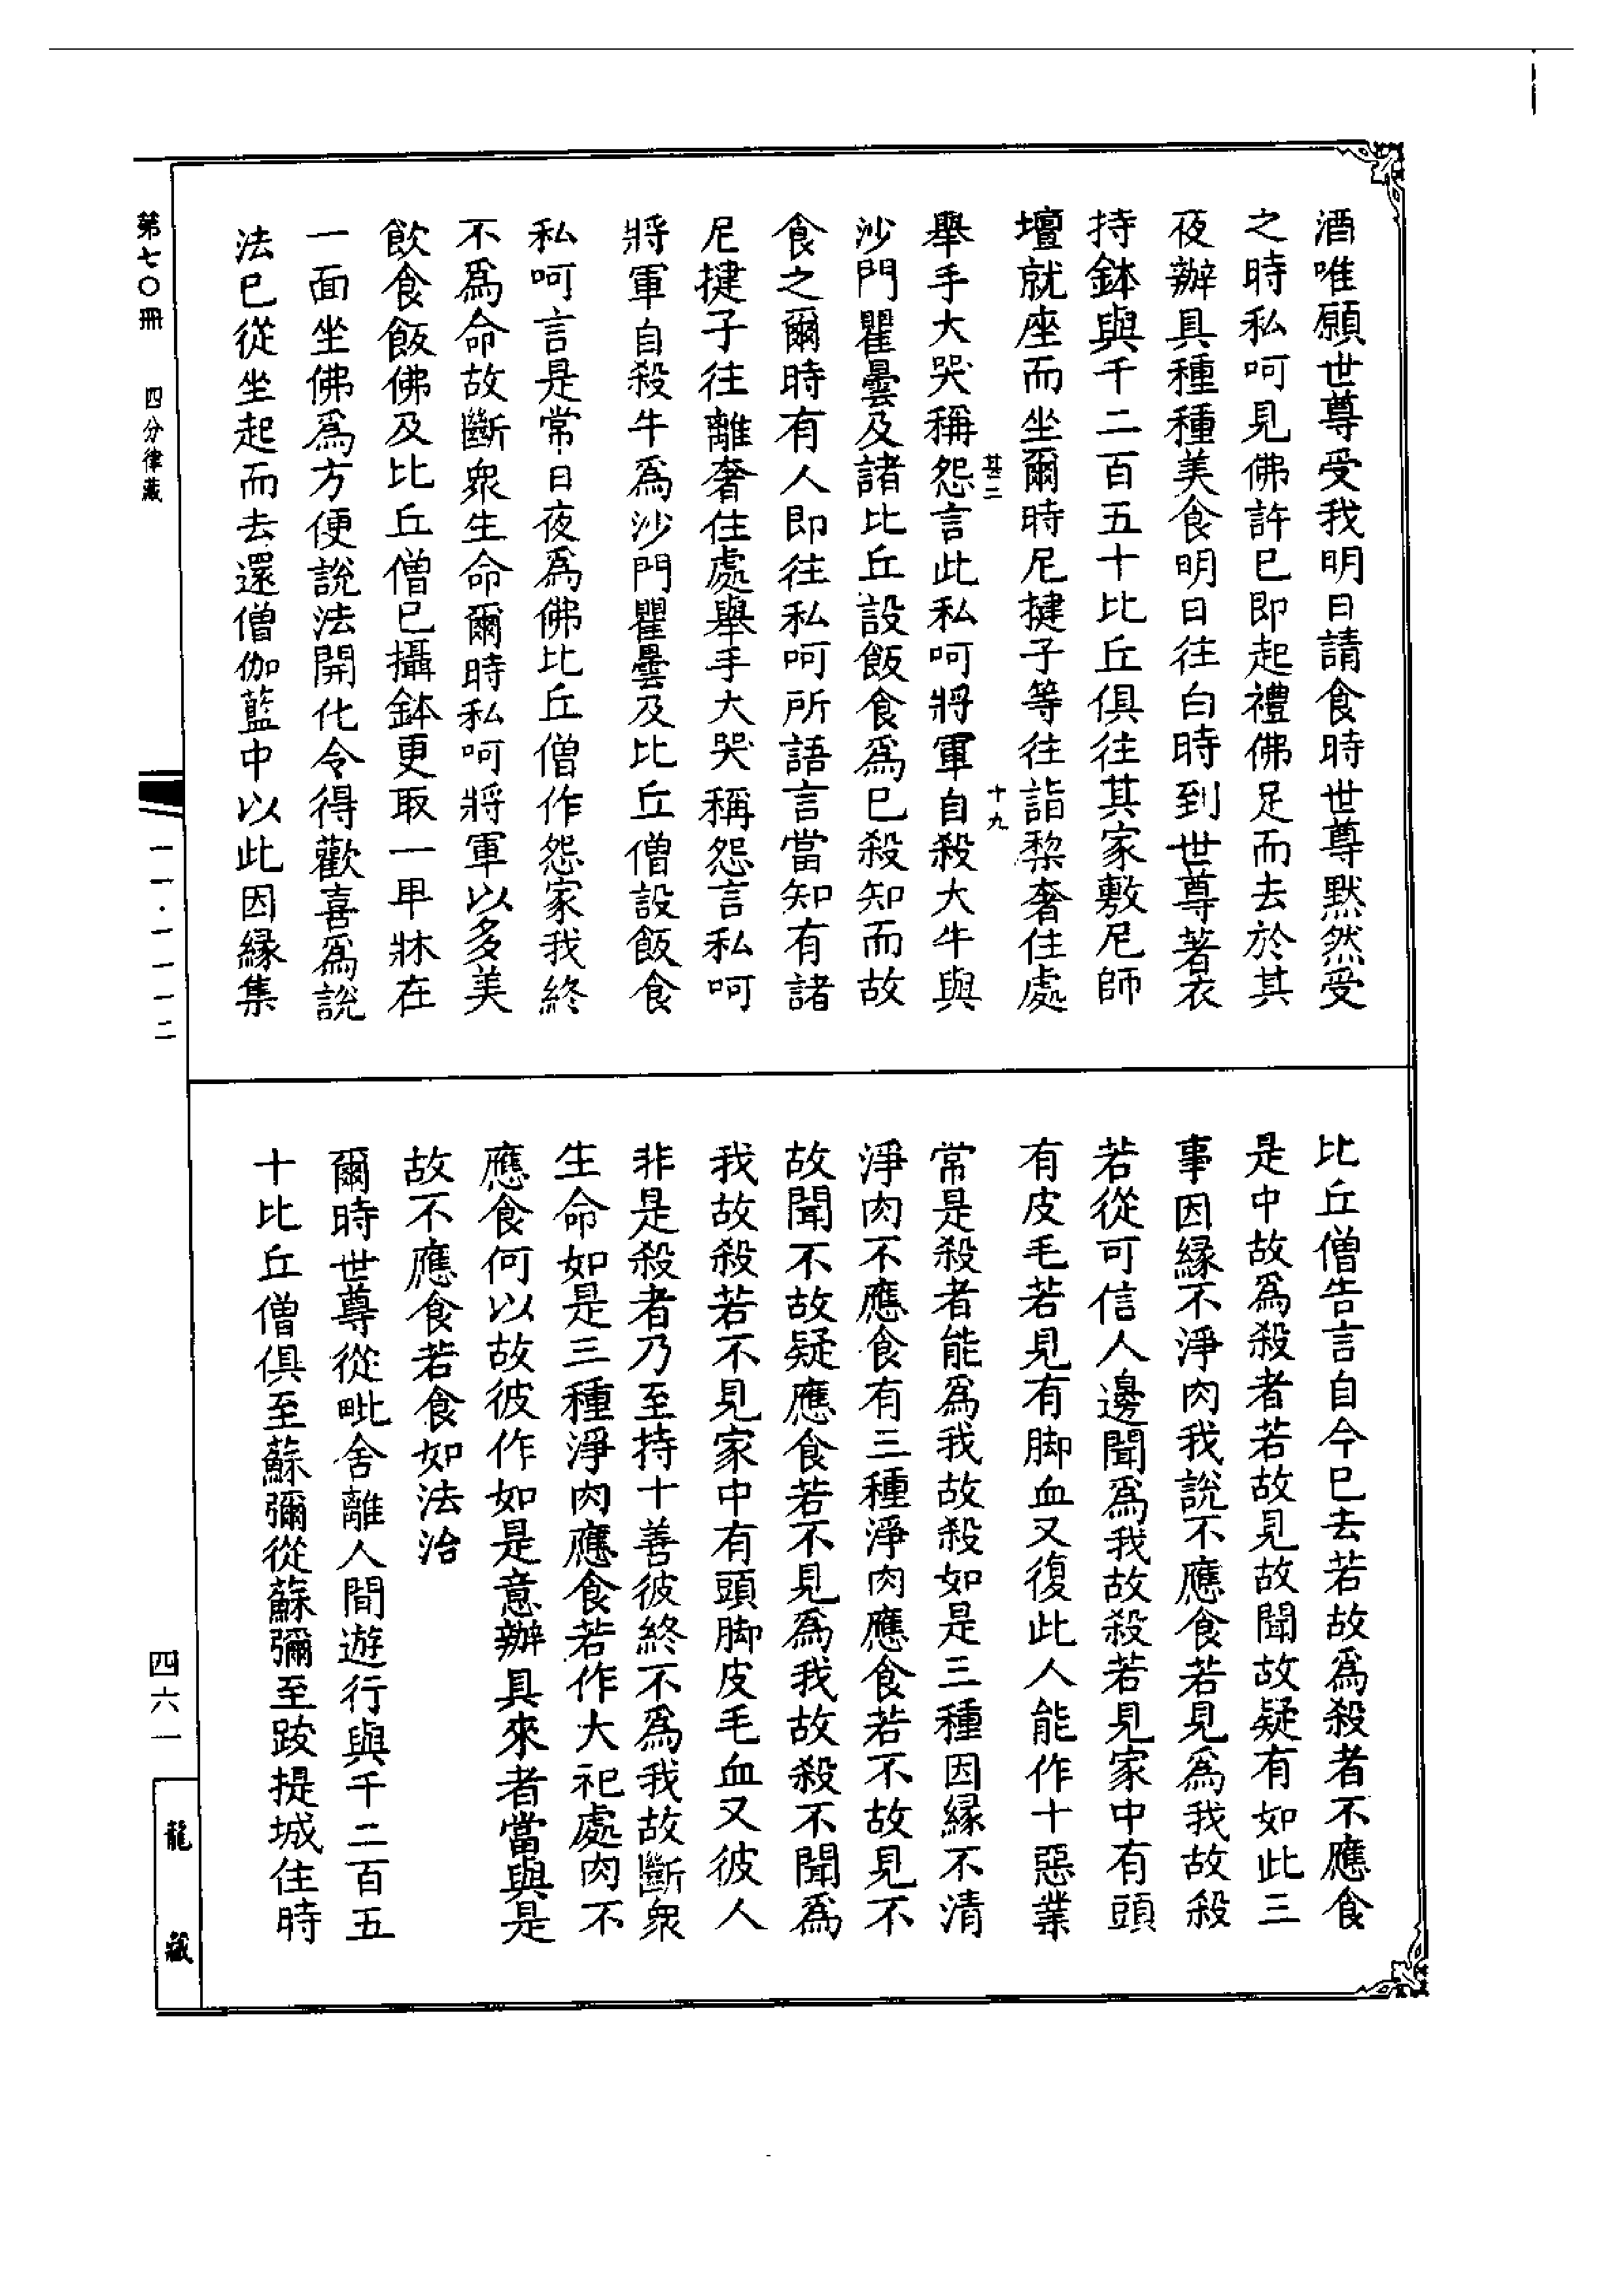 酒唯願世尊受我明日請食時世尊默然受
之時私呵見佛許已即起禮佛足而去於其
夜辦具種種美食明日往白時到世尊著衣
持鉢與千二百五十比丘俱往其家敷尼師
壇就座而坐爾時尼揵子等往詣黎奢住處
其二
十九
舉手大哭稱怨言此私呵將軍自殺大牛與
沙門瞿曇及諸比丘設飯食爲已殺知而故
食之爾時有人即往私呵所語言當知有諸
尼揵子往離奢住處舉手大哭稱怨言私呵
將軍自殺牛爲沙門瞿曇及比丘僧設飯食
私呵言是常日夜爲佛比丘僧作怨家我終
不爲命故斷衆生命爾時私呵將軍以多美
飲食飯佛及比丘僧已攝鉢更取一卑牀在
一面坐佛爲方便說法開化令得歡喜爲說
法已從坐起而去還僧伽藍中以此因緣集
比丘僧告言自今已去若故爲殺者不應食
是中故爲殺者若故見故聞故疑有如此三
事因緣不淨肉我說不應食若見爲我故殺
若從可信人邊聞爲我故殺若見家中有頭
有皮毛若見有脚血又復此人能作十惡業
常是殺者能爲我故殺如是三種因緣不清
淨肉不應食有三種淨肉應食若不故見不
故聞不故疑應食若不見爲我故殺不聞爲
我故殺若不見家中有頭脚皮毛血又彼人
非是殺者乃至持十善彼終不爲我故斷衆
生命如是三種淨肉應食若作大祀處肉不
應食何以故彼作如是意辦具來者當與是
故不應食若食如法治
爾時世尊從毗舍離人間遊行與千二百五
十比丘僧俱至蘇彌從蘇彌至跋提城住時
第七〇冊　四分律藏
一一·一一一二
四六一
龍藏